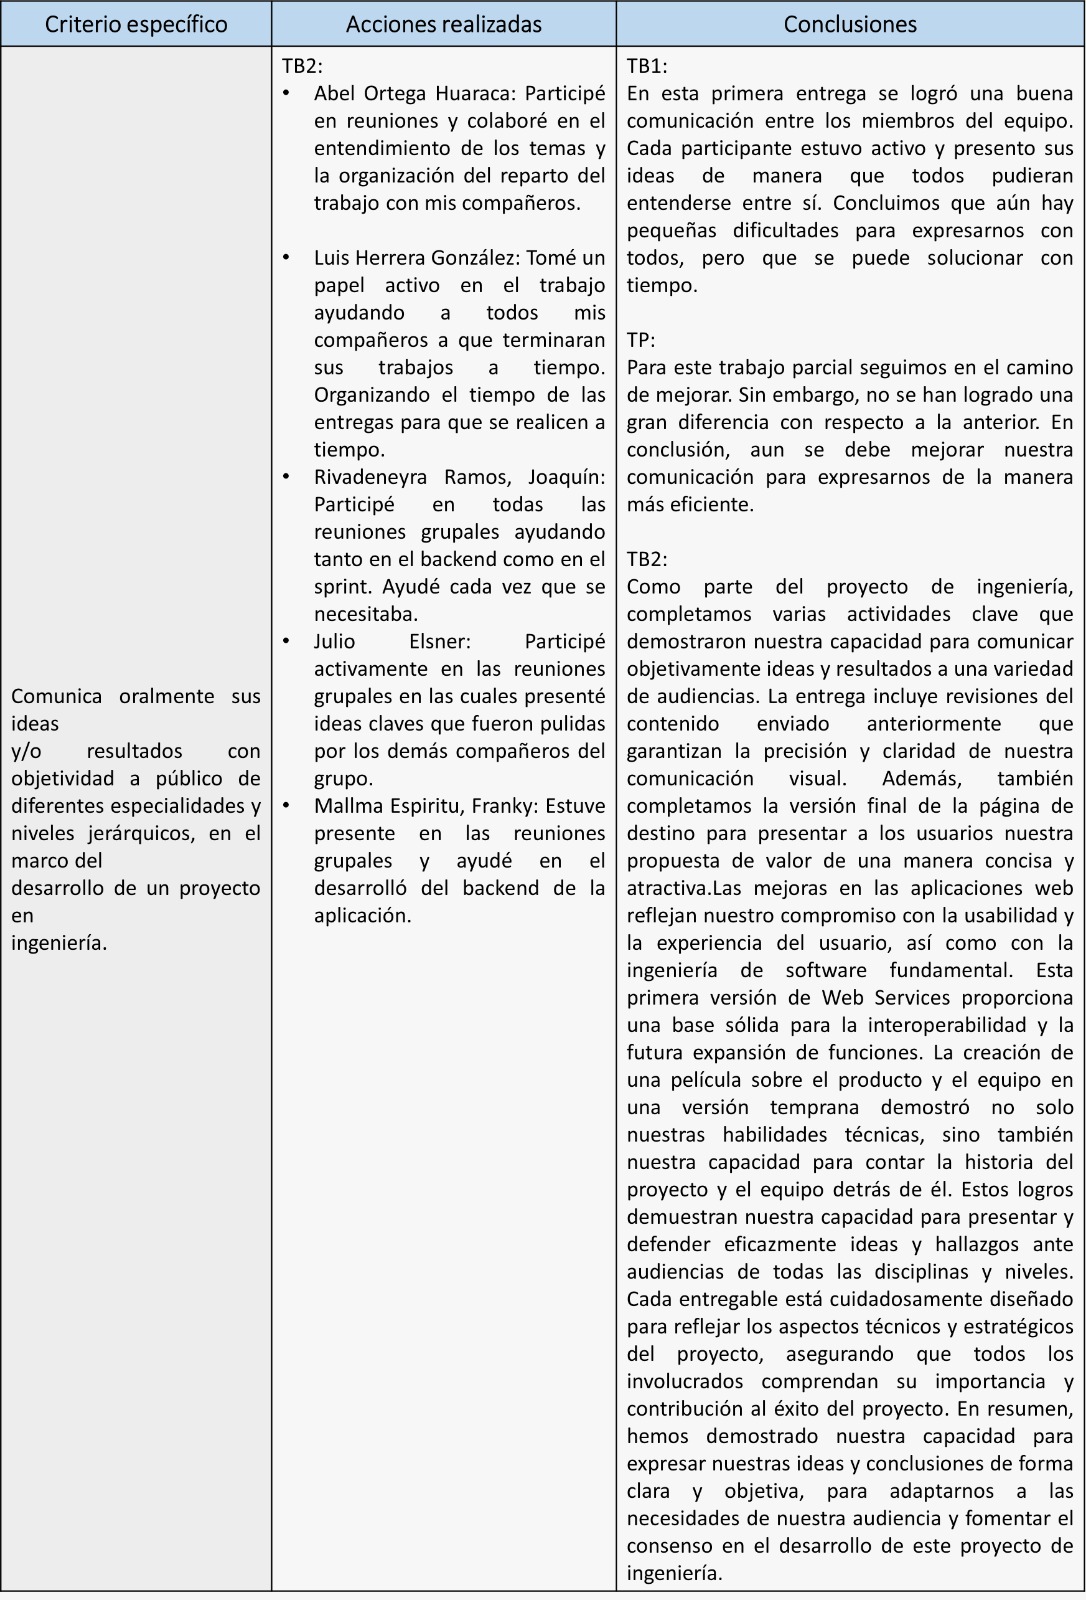 Criterio específico
Acciones realizadas
Conclusiones
Comunica oralmente sus
ideas
y/o resultados con
objetividad a público de
diferentes especialidades y
niveles jerárquicos, en el
marco del
desarrollo de un proyecto
en
ingeniería.
TB2:
• Abel Ortega Huaraca: Participé
en reuniones y colaboré en el
entendimiento de los temas y
la organización del reparto del
trabajo con mis compañeros.
• Luis Herrera González: Tomé un
papel activo en el trabajo
ayudando a todos mis
compañeros a que terminaran
sus trabajos a tiempo.
Organizando el tiempo de las
entregas para que se realicen a
tiempo.
• Rivadeneyra Ramos, Joaquín:
Participé en todas las
reuniones grupales ayudando
tanto en el backend como en el
sprint. Ayudé cada vez que se
necesitaba.
• Julio Elsner: Participé
activamente en las reuniones
grupales en las cuales presenté
ideas claves que fueron pulidas
por los demás compañeros del
grupo.
• Mallma Espiritu, Franky: Estuve
presente en las reuniones
grupales y ayudé en el
desarrolló del backend de la
aplicación.
TB1:
En esta primera entrega se logró una buena
comunicación entre los miembros del equipo.
Cada participante estuvo activo y presento sus
ideas de manera que todos pudieran
entenderse entre sí. Concluimos que aún hay
pequeñas dificultades para expresarnos con
todos, pero que se puede solucionar con
tiempo.
TP:
Para este trabajo parcial seguimos en el camino
de mejorar. Sin embargo, no se han logrado una
gran diferencia con respecto a la anterior. En
conclusión, aun se debe mejorar nuestra
comunicación para expresarnos de la manera
más eficiente.
TB2:
Como parte del proyecto de ingeniería,
completamos varias actividades clave que
demostraron nuestra capacidad para comunicar
objetivamente ideas y resultados a una variedad
de audiencias. La entrega incluye revisiones del
contenido enviado anteriormente que
garantizan la precisión y claridad de nuestra
comunicación visual. Además, también
completamos la versión final de la página de
destino para presentar a los usuarios nuestra
propuesta de valor de una manera concisa y
atractiva.Las mejoras en las aplicaciones web
reflejan nuestro compromiso con la usabilidad y
la experiencia del usuario, así como con la
ingeniería de software fundamental. Esta
primera versión de Web Services proporciona
una base sólida para la interoperabilidad y la
futura expansión de funciones. La creación de
una película sobre el producto y el equipo en
una versión temprana demostró no solo
nuestras habilidades técnicas, sino también
nuestra capacidad para contar la historia del
proyecto y el equipo detrás de él. Estos logros
demuestran nuestra capacidad para presentar y
defender eficazmente ideas y hallazgos ante
audiencias de todas las disciplinas y niveles.
Cada entregable está cuidadosamente diseñado
para reflejar los aspectos técnicos y estratégicos
del proyecto, asegurando que todos los
involucrados comprendan su importancia y
contribución al éxito del proyecto. En resumen,
hemos demostrado nuestra capacidad para
expresar nuestras ideas y conclusiones de forma
clara y objetiva, para adaptarnos a las
necesidades de nuestra audiencia y fomentar el
consenso en el desarrollo de este proyecto de
ingeniería.